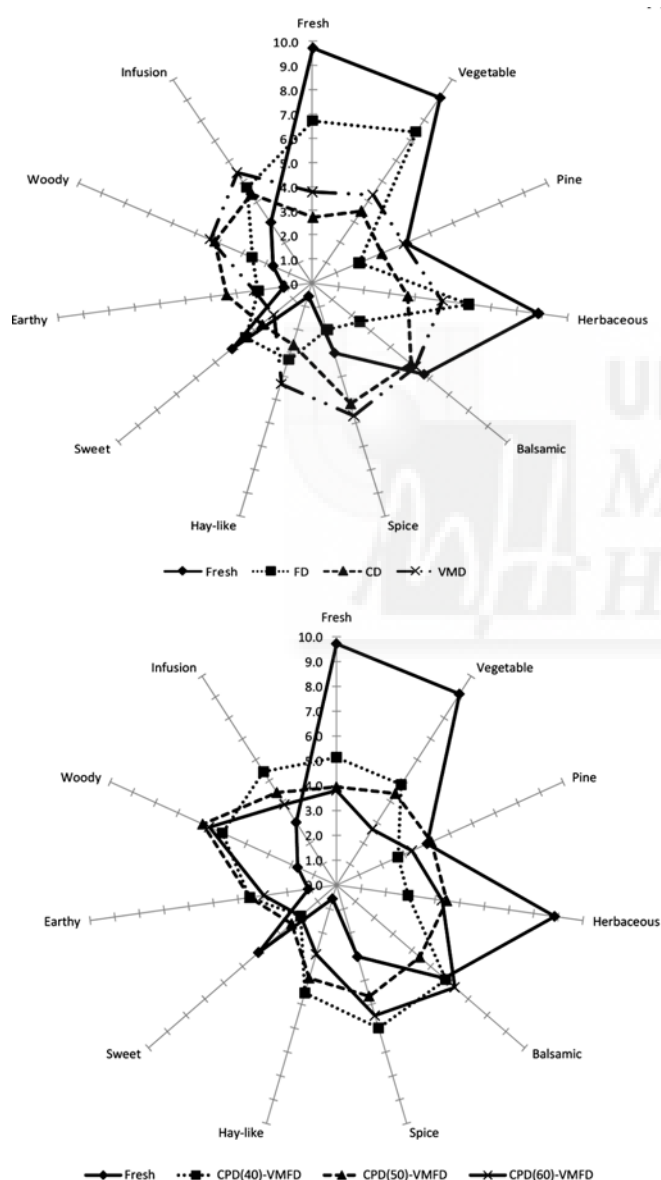 Fresh
10.0
9.0
8.0
7.0
6.0
5.0
4.0
3.0
2.0
1.0
0.0
Infusion
Vegetable
Woody
Pine
Earthy
Herbaceous
Sweet
Balsamic
Hay-like
Spice
Fresh FD CD VMD
Fresh
10.0
9.0
8.0
7.0
6.0
5.0
4.0
3.0
2.0
1.0
0.0
Infusion
Vegetable
Woody
Pine
Earthy
Herbaceous
Sweet
Balsamic
Hay-like
Spice
Fresh CPD(40)-VMFD CPD(50)-VMFD CPD(60)-VMFD